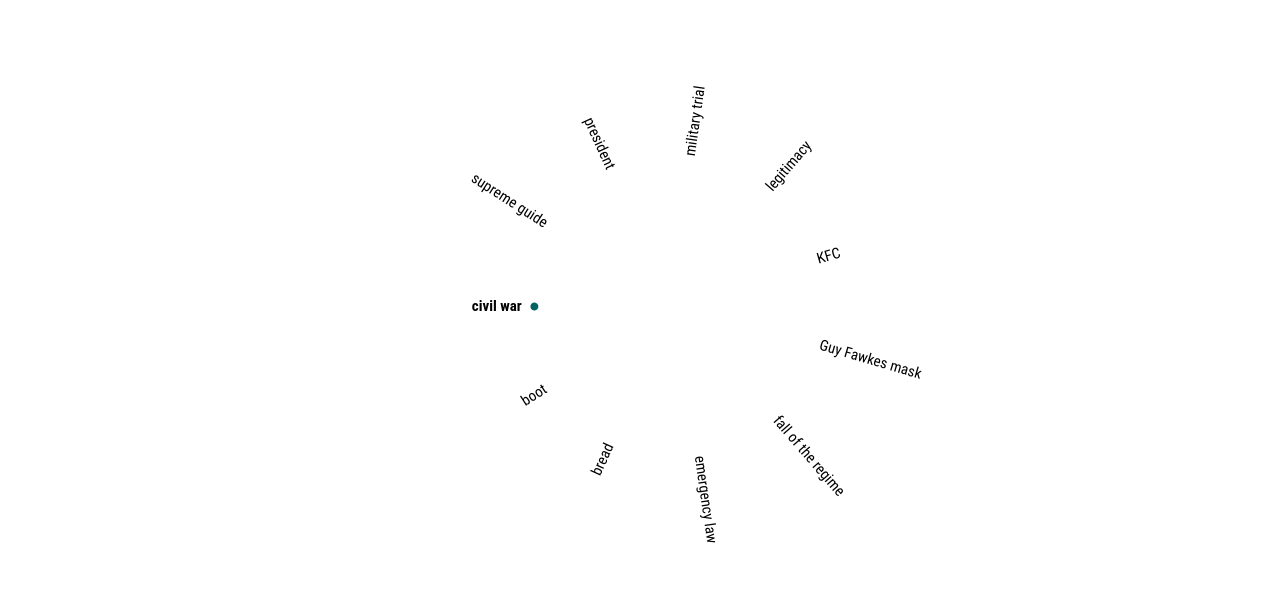 military trial
president
legitimacy
supreme guide
KFC
civil war
Guy Fawkes mask
boot
fall of the regime
bread
emergency law